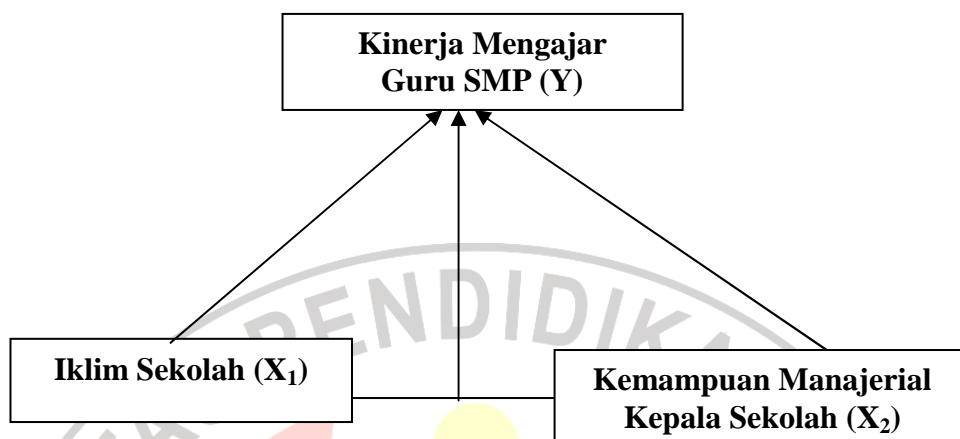 Kinerja Mengajar
Guru SMP (Y)
Iklim Sekolah (X₁)
Kemampuan Manajerial
Kepala Sekolah (X₂)